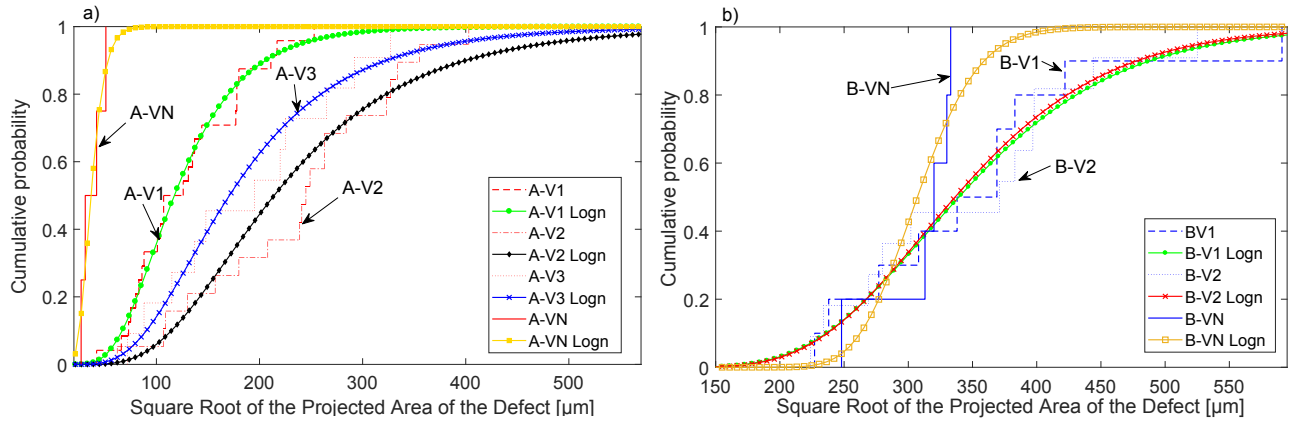 a)
1
0.8
0.6
0.4
0.2
0
Cumulative probability
100
200
300
400
500
Square Root of the Projected Area of the Defect [µm]
A-VN
A-V3
A-V1
A-V2
A-V1
A-V1 Logn
A-V2
A-V2 Logn
A-V3
A-V3 Logn
A-VN
A-VN Logn
b)
1
0.8
0.6
0.4
0.2
0
Cumulative probability
150
200
250
300
350
400
450
500
550
Square Root of the Projected Area of the Defect [µm]
B-VN
B-V1
B-V2
BV1
B-V1 Logn
B-V2
B-V2 Logn
B-VN
B-VN Logn